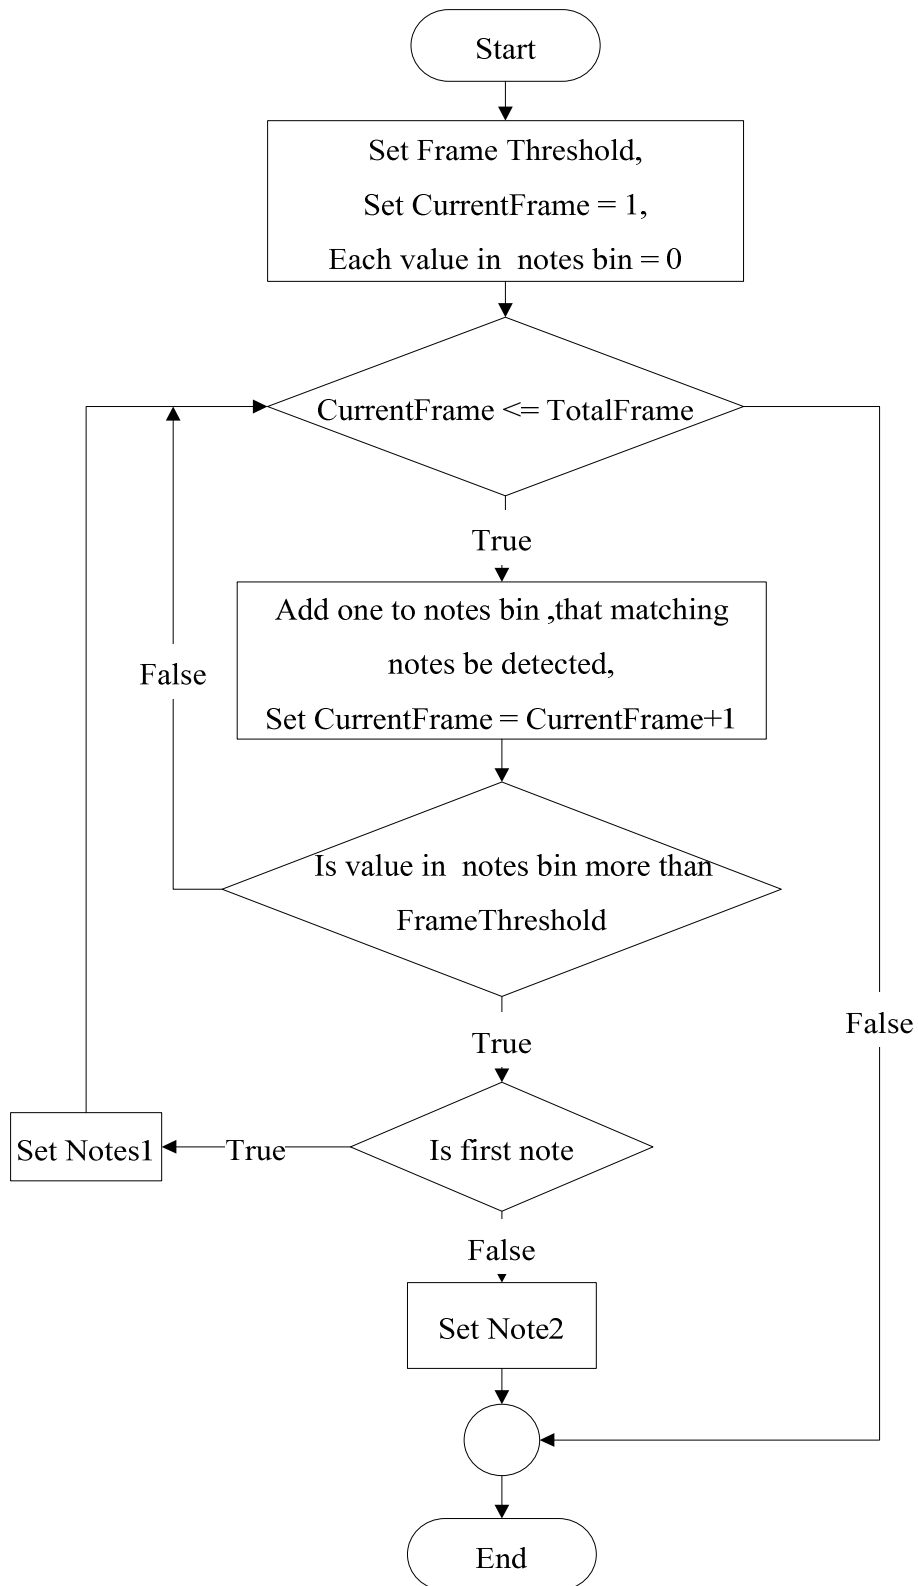 Start
Set Frame Threshold,
Set CurrentFrame = 1,
Each value in notes bin = 0
CurrentFrame <= TotalFrame
True
Add one to notes bin ,that matching
notes be detected,
Set CurrentFrame = CurrentFrame+1
False
Is value in notes bin more than
FrameThreshold
False
True
Set Notes1
True
Is first note
False
Set Note2
End